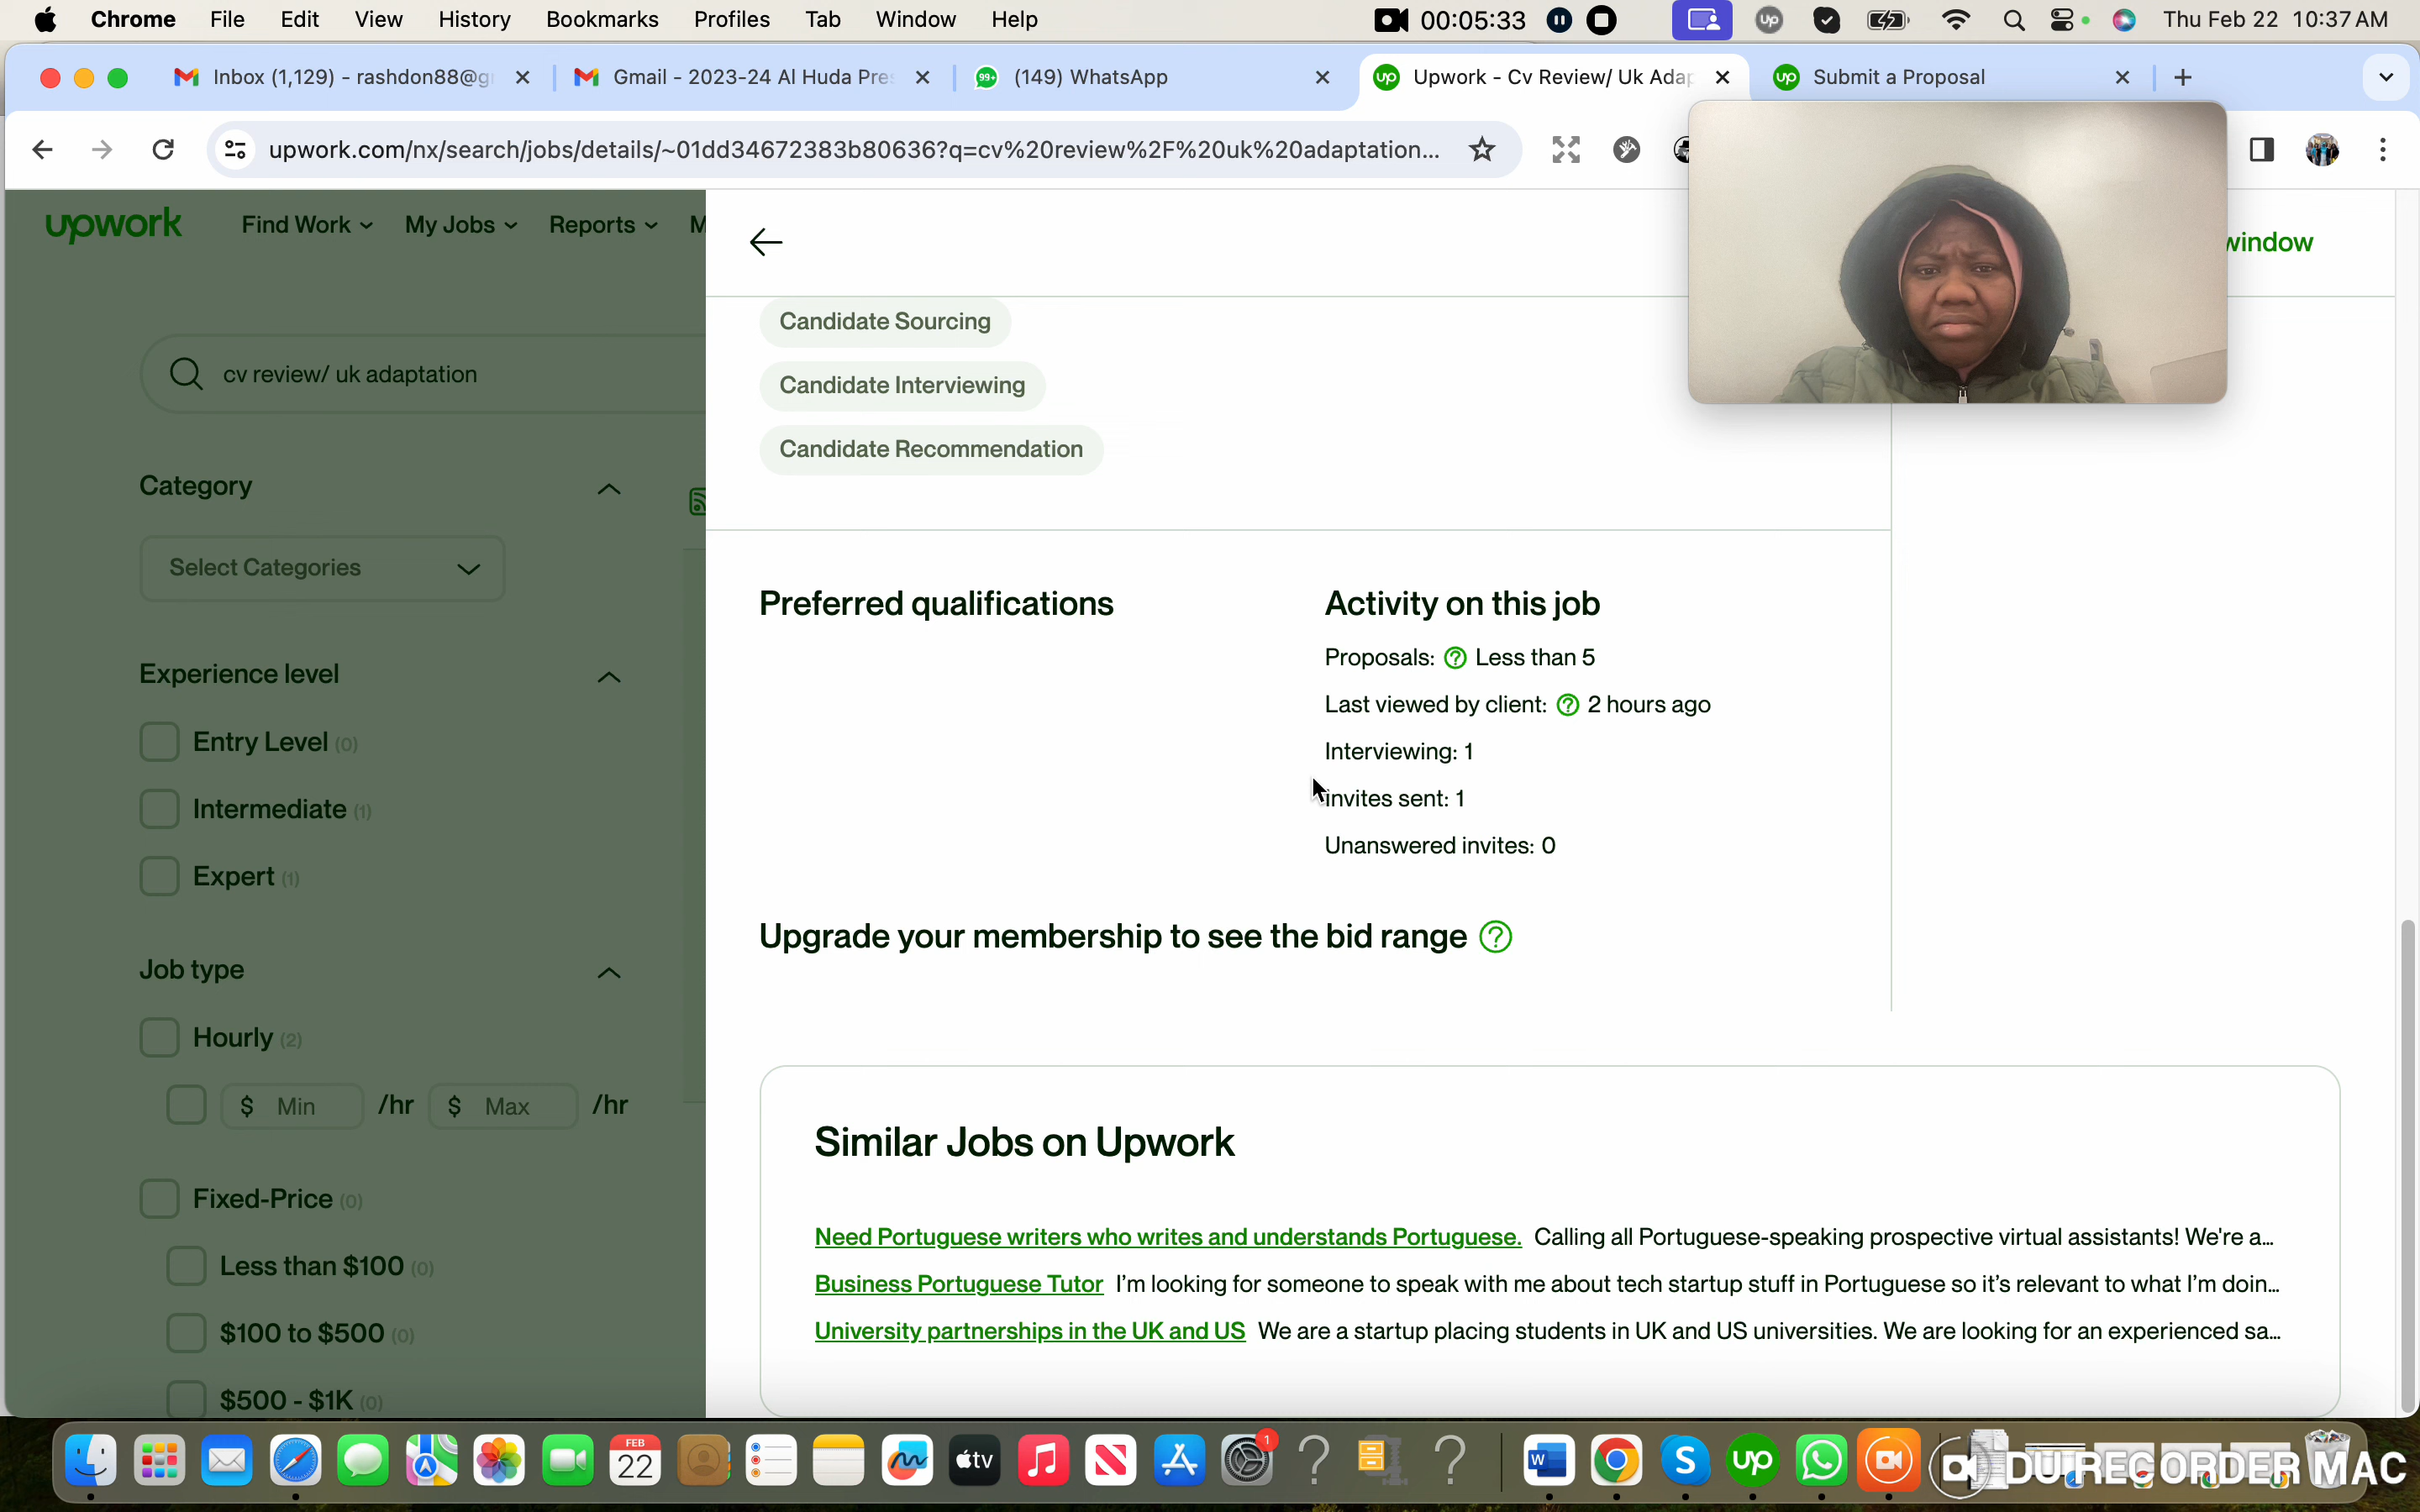 Chrome File Edit View History Bookmarks Profiles Tab Window Help 00:05:33 up Thu Feb 22 10:37 AM
Inbox (1,129) - rashdon88@g
Gmail - 2023-24 Al Huda Pre
99+ (149) WhatsApp
up Upwork - Cv Review/ Uk Adap
up Submit a Proposal
upwork.com/nx/search/jobs/details/~01dd34672383b80636?q=cv%20review%2F%20uk%20adaptation...
upwork Find Work My Jobs Reports M
window
cv review/ uk adaptation
Category
Select Categories
Experience level
Entry Level (0)
Intermediate (1)
Expert (1)
Job type
Hourly (2)
$ Min /hr $ Max /hr
Fixed-Price (0)
Less than $100 (0)
$100 to $500 (0)
$500 - $1K (0)
Candidate Sourcing
Candidate Interviewing
Candidate Recommendation
Preferred qualifications
Activity on this job
Proposals: ? Less than 5
Last viewed by client: ? 2 hours ago
Interviewing: 1
Invites sent: 1
Unanswered invites: 0
Upgrade your membership to see the bid range ?
Similar Jobs on Upwork
Need Portuguese writers who writes and understands Portuguese. Calling all Portuguese-speaking prospective virtual assistants! We're a...
Business Portuguese Tutor I'm looking for someone to speak with me about tech startup stuff in Portuguese so it's relevant to what I'm doin...
University partnerships in the UK and US We are a startup placing students in UK and US universities. We are looking for an experienced sa...
FEB
22
tv
1
W
S
up
DU RECORDER MAC